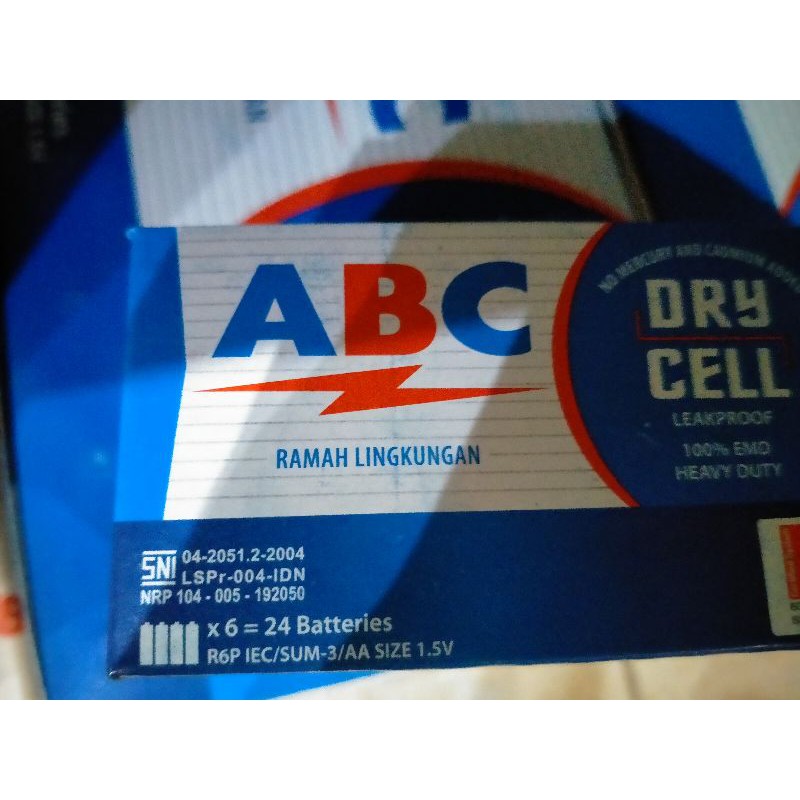 ABC
RAMAH LINGKUNGAN
NO MERCURY AND CADMIUM ADDED
DRY
CELL
LEAKPROOF
100% EMD
HEAVY DUTY
SNI 04-2051.2-2004
LSPr-004-IDN
NRP 104 - 005 - 192050
x 6 = 24 Batteries
R6P IEC/SUM-3/AA SIZE 1.5V